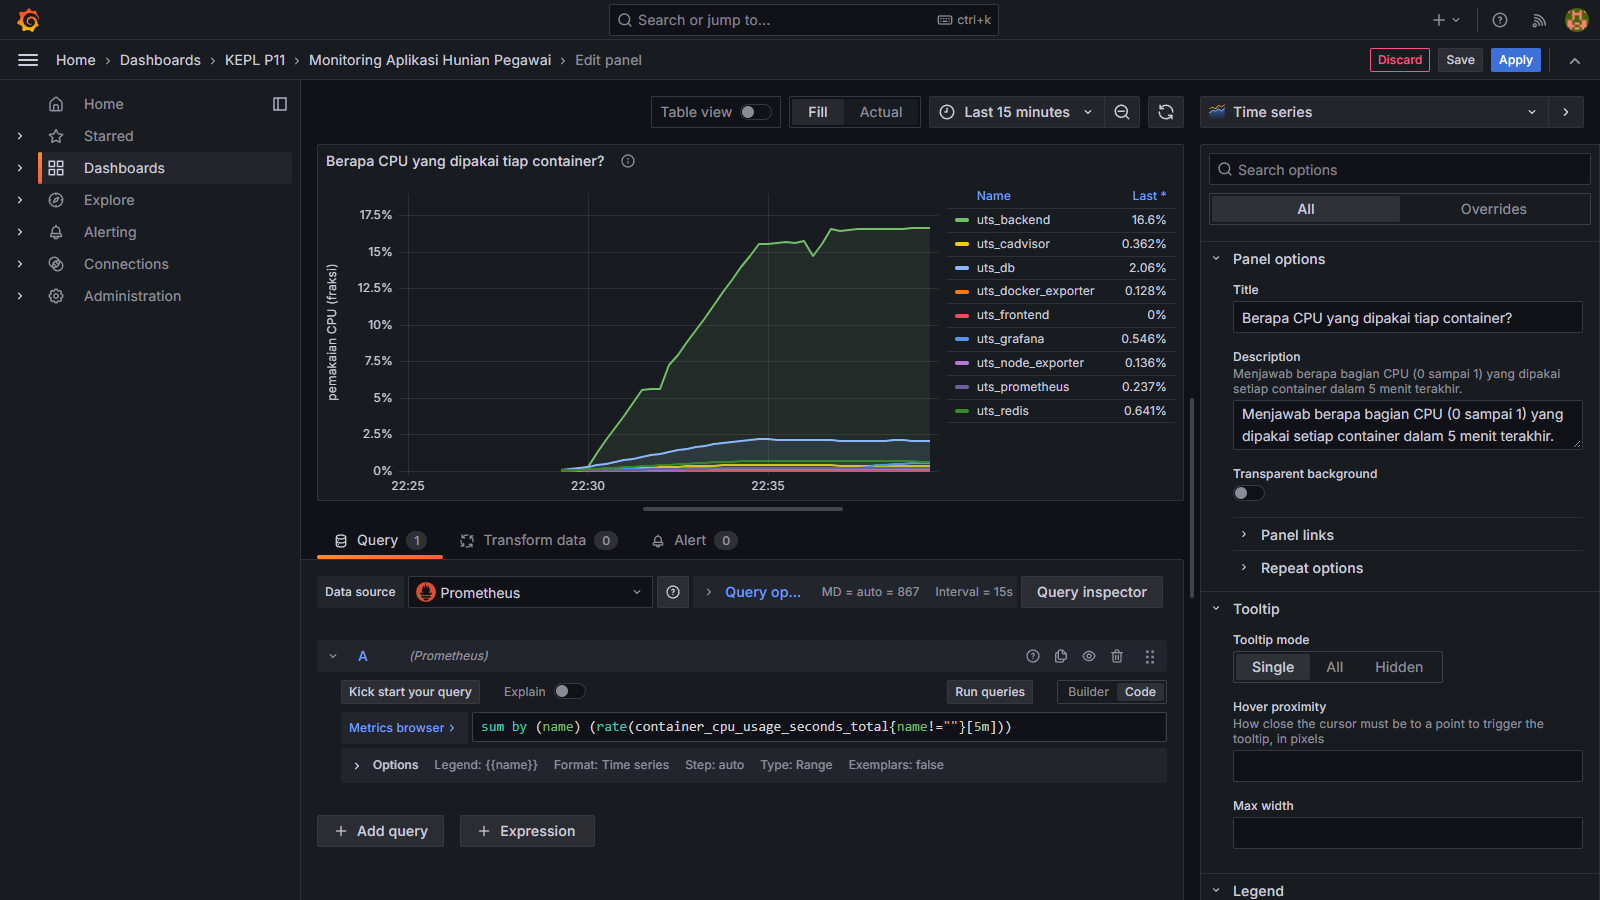 Search or jump to...
ctrl+k
Home › Dashboards › KEPL P11 › Monitoring Aplikasi Hunian Pegawai › Edit panel
Discard
Save
Apply
Home
Starred
Dashboards
Explore
Alerting
Connections
Administration
Table view
Fill
Actual
Last 15 minutes
Berapa CPU yang dipakai tiap container?
pemakaian CPU (fraksi)
17.5%
15%
12.5%
10%
7.5%
5%
2.5%
0%
22:25
22:30
22:35
Name Last *
uts_backend 16.6%
uts_cadvisor 0.362%
uts_db 2.06%
uts_docker_exporter 0.128%
uts_frontend 0%
uts_grafana 0.546%
uts_node_exporter 0.136%
uts_prometheus 0.237%
uts_redis 0.641%
Query 1
Transform data 0
Alert 0
Data source
Prometheus
Query op...
MD = auto = 867
Interval = 15s
Query inspector
A (Prometheus)
Kick start your query
Explain
Run queries
Builder
Code
Metrics browser ›
sum by (name) (rate(container_cpu_usage_seconds_total{name!=""}[5m]))
Options Legend: {{name}} Format: Time series Step: auto Type: Range Exemplars: false
+ Add query
+ Expression
Time series
Search options
All
Overrides
Panel options
Title
Berapa CPU yang dipakai tiap container?
Description
Menjawab berapa bagian CPU (0 sampai 1) yang dipakai
setiap container dalam 5 menit terakhir.
Menjawab berapa bagian CPU (0 sampai 1) yang
dipakai setiap container dalam 5 menit terakhir.
Transparent background
Panel links
Repeat options
Tooltip
Tooltip mode
Single
All
Hidden
Hover proximity
How close the cursor must be to a point to trigger the
tooltip, in pixels
Max width
Legend